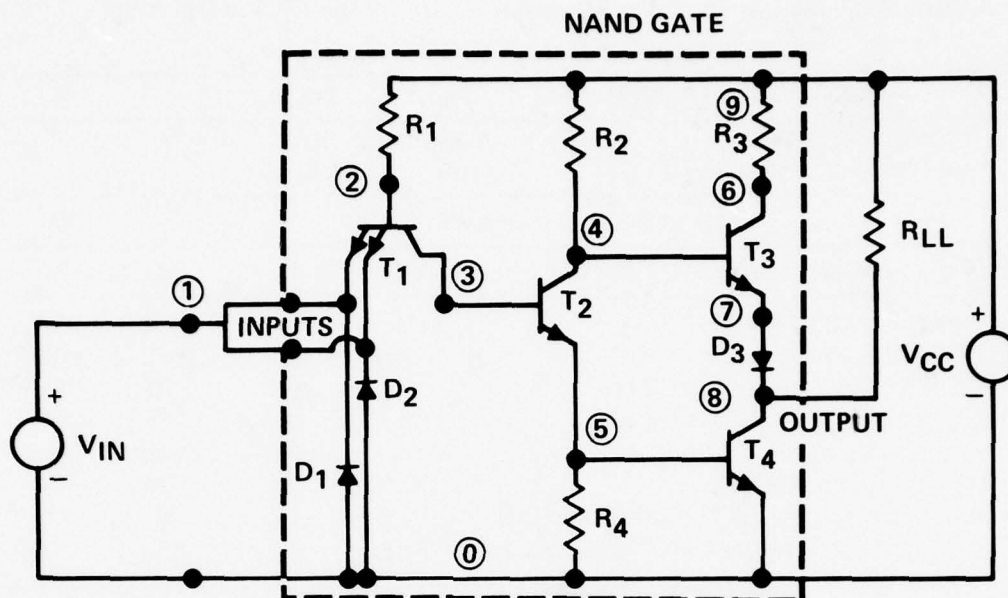 NAND GATE
R1
R2
⑨
R3
②
⑥
④
RLL
T1
③
T3
①
T2
⑦
INPUTS
D3
VCC
+
−
+
D2
⑧
OUTPUT
VIN
⑤
T4
−
D1
R4
⓪